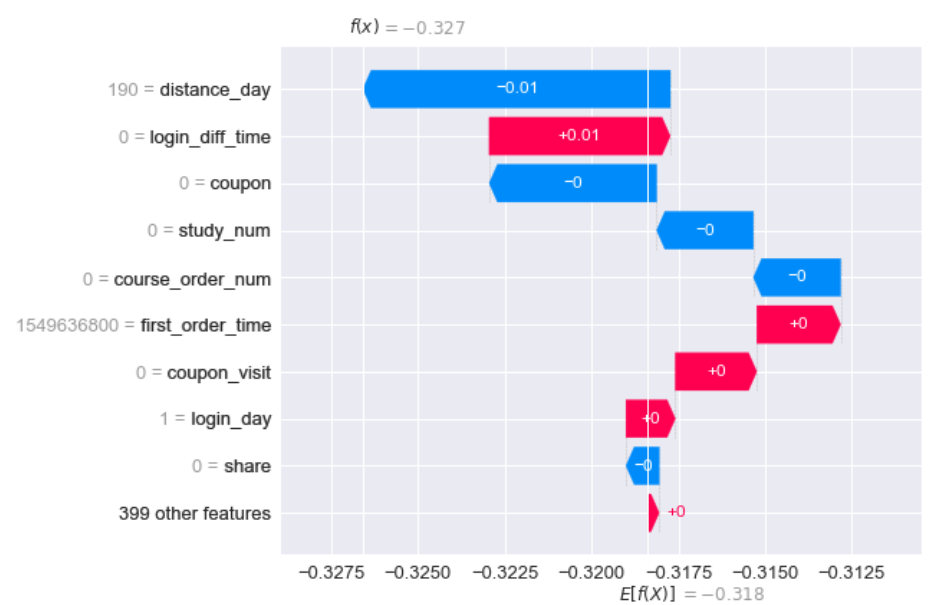 f(x) = −0.327
190 = distance_day
−0.01
0 = login_diff_time
+0.01
0 = coupon
−0
0 = study_num
−0
0 = course_order_num
−0
1549636800 = first_order_time
+0
0 = coupon_visit
+0
1 = login_day
+0
0 = share
−0
399 other features
+0
−0.3275 −0.3250 −0.3225 −0.3200 −0.3175 −0.3150 −0.3125
E[f(X)] = −0.318